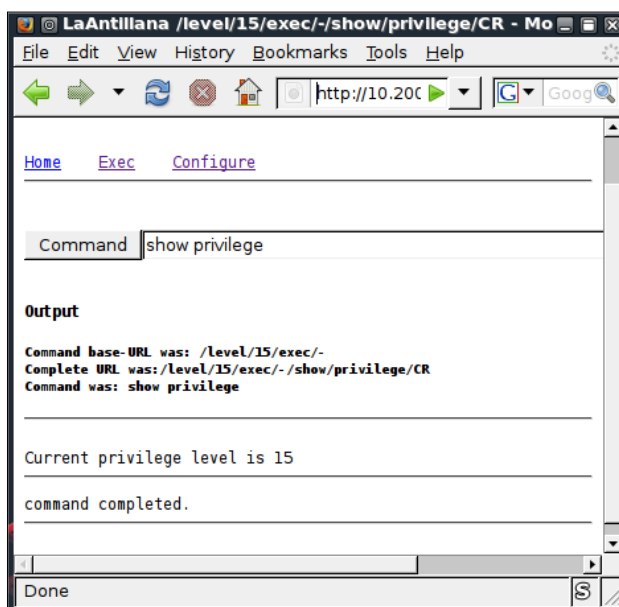 LaAntillana /level/15/exec/-/show/privilege/CR - Mo
File Edit View History Bookmarks Tools Help
http://10.200 G Goog
Home Exec Configure
Command show privilege
Output
Command base-URL was: /level/15/exec/-
Complete URL was:/level/15/exec/-/show/privilege/CR
Command was: show privilege
Current privilege level is 15
command completed.
Done S